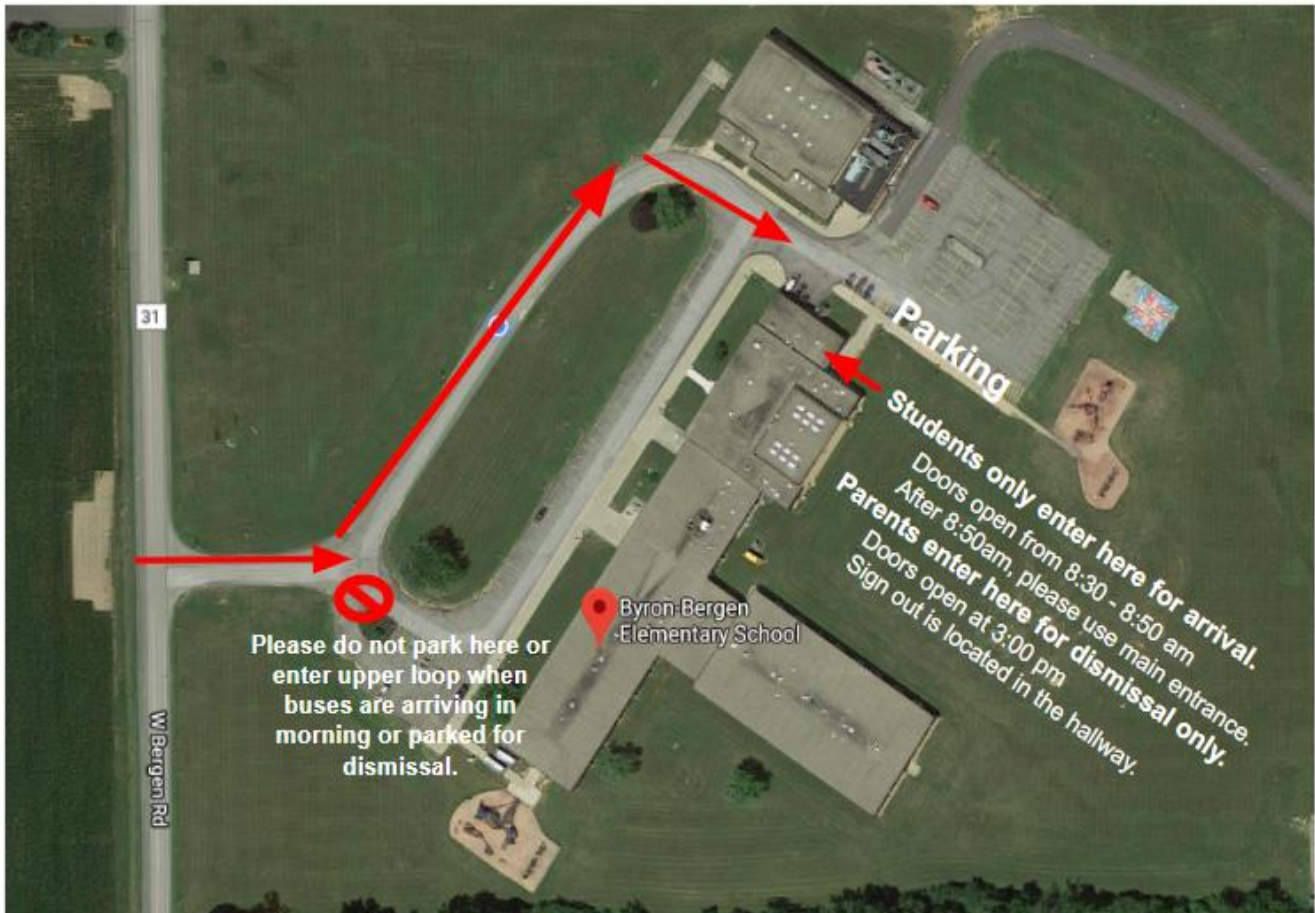 31
W Bergen Rd
Please do not park here or
enter upper loop when
buses are arriving in
morning or parked for
dismissal.
Byron-Bergen
-Elementary School
Parking
Students only enter here for arrival.
Doors open from 8:30 - 8:50 am
After 8:50am, please use main entrance.
Parents enter here for dismissal only.
Doors open at 3:00 pm
Sign out is located in the hallway.